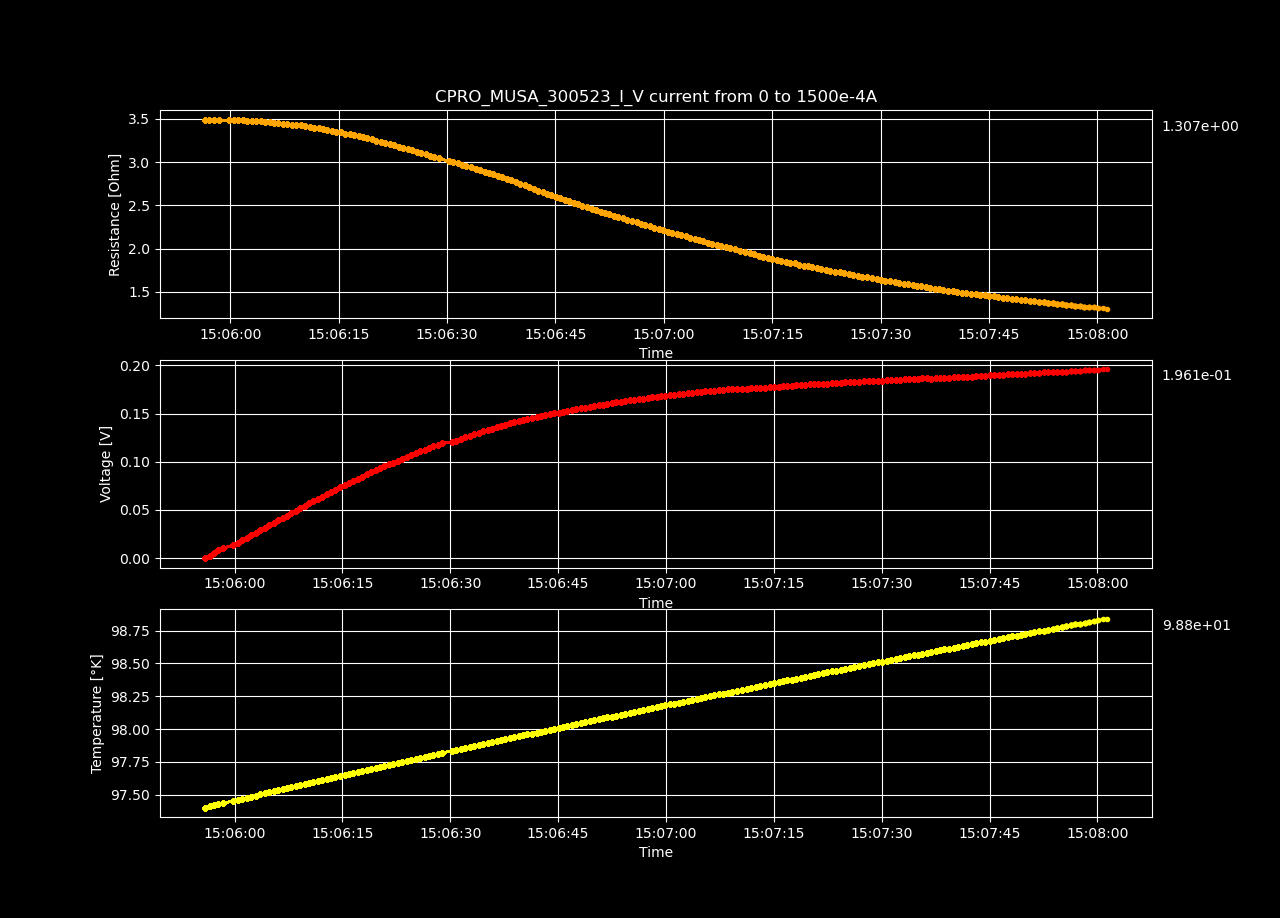 CPRO_MUSA_300523_I_V current from 0 to 1500e-4A
3.5
3.0
2.5
2.0
1.5
Resistance [Ohm]
1.307e+00
15:06:00 15:06:15 15:06:30 15:06:45 15:07:00 15:07:15 15:07:30 15:07:45 15:08:00
Time
0.20
0.15
0.10
0.05
0.00
Voltage [V]
1.961e-01
15:06:00 15:06:15 15:06:30 15:06:45 15:07:00 15:07:15 15:07:30 15:07:45 15:08:00
Time
98.75
98.50
98.25
98.00
97.75
97.50
Temperature [°K]
9.88e+01
15:06:00 15:06:15 15:06:30 15:06:45 15:07:00 15:07:15 15:07:30 15:07:45 15:08:00
Time